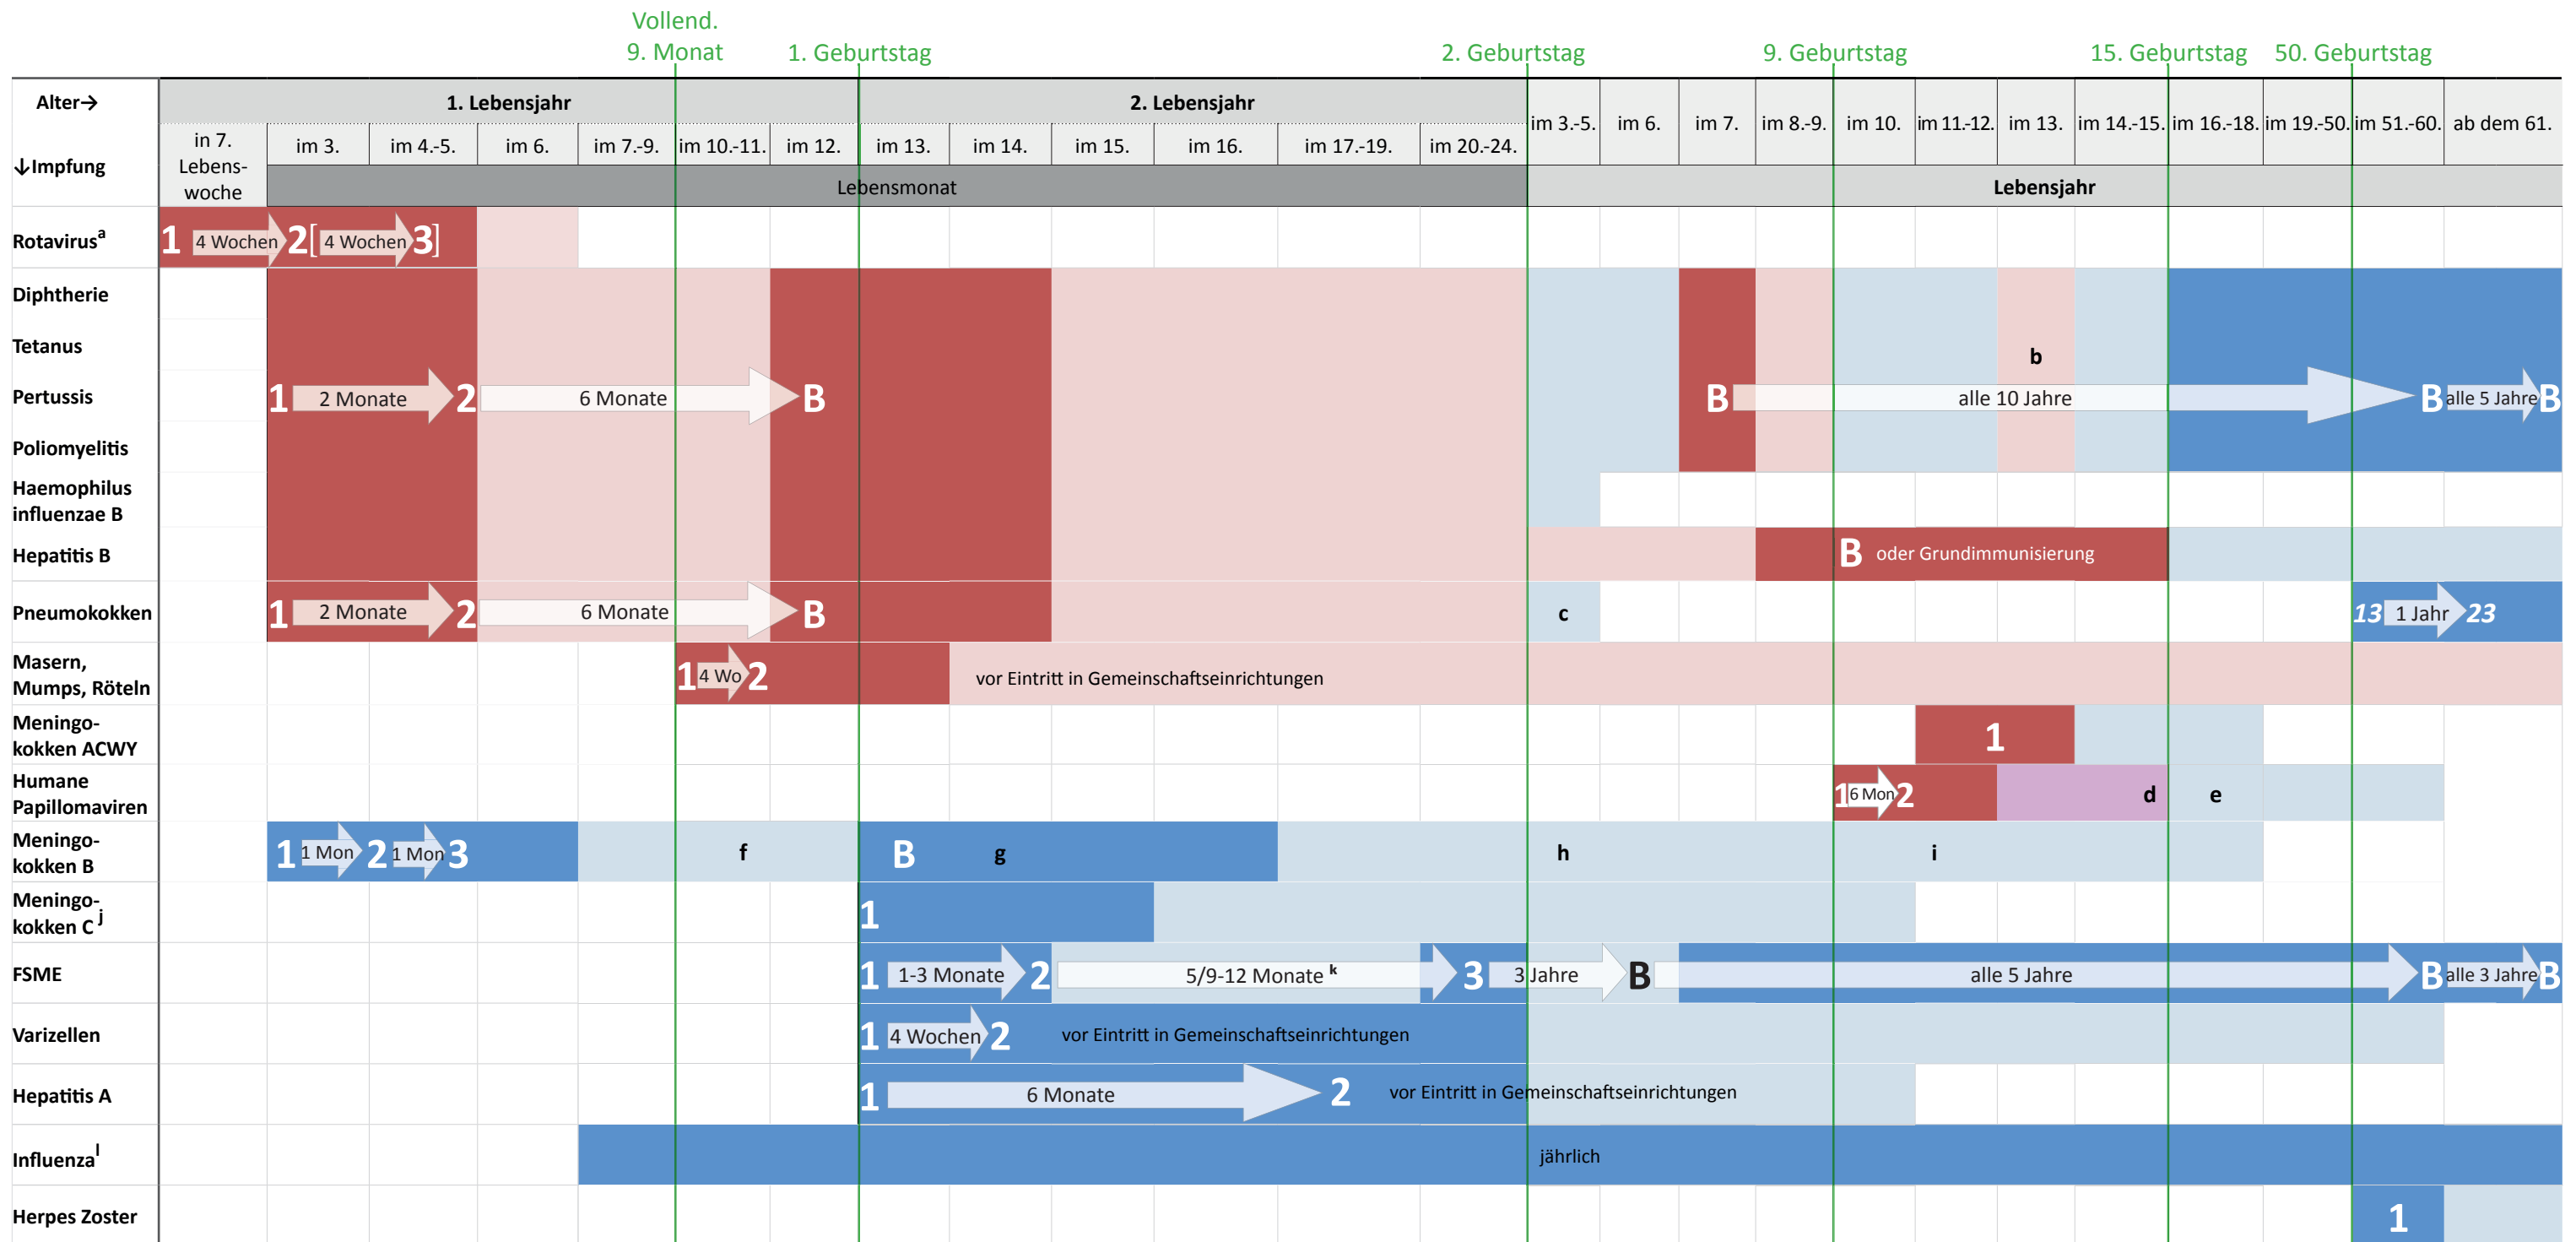 Vollend.
9. Monat 1. Geburtstag 2. Geburtstag 9. Geburtstag 15. Geburtstag 50. Geburtstag
Alter→ 1. Lebensjahr 2. Lebensjahr
im 3.-5. im 6. im 7. im 8.-9. im 10. im 11.-12. im 13. im 14.-15. im 16.-18. im 19.-50. im 51.-60. ab dem 61.
↓Impfung
in 7.
Lebens-
woche
im 3. im 4.-5. im 6. im 7.-9. im 10.-11. im 12. im 13. im 14. im 15. im 16. im 17.-19. im 20.-24.
Lebensmonat Lebensjahr
Rotavirus a 1 4 Wochen 2 [ 4 Wochen 3 ]
Diphtherie
Tetanus b
Pertussis 1 2 Monate 2 6 Monate B B alle 10 Jahre B alle 5 Jahre B
Poliomyelitis
Haemophilus
influenzae B
Hepatitis B B oder Grundimmunisierung
Pneumokokken 1 2 Monate 2 6 Monate B c 13 1 Jahr 23
Masern,
Mumps, Röteln 1 4 Wo 2 vor Eintritt in Gemeinschaftseinrichtungen
Meningo-
kokken ACWY 1
Humane
Papillomaviren 1 6 Mon 2 d e
Meningo-
kokken B 1 1 Mon 2 1 Mon 3 f B g h i
Meningo-
kokken C j 1
FSME 1 1-3 Monate 2 5/9-12 Monate k 3 3 Jahre B alle 5 Jahre B alle 3 Jahre B
Varizellen 1 4 Wochen 2 vor Eintritt in Gemeinschaftseinrichtungen
Hepatitis A 1 6 Monate 2 vor Eintritt in Gemeinschaftseinrichtungen
Influenza l jährlich
Herpes Zoster 1